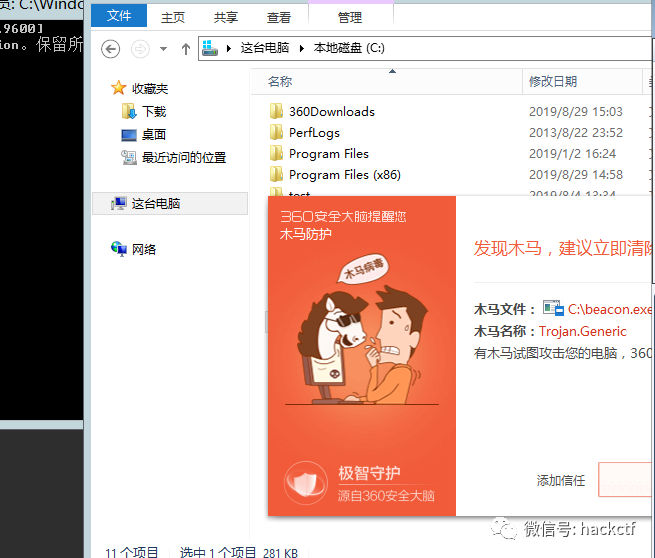 员: C:\Windo
.9600]
ion。保留所
文件 主页 共享 查看 管理
这台电脑 本地磁盘 (C:)
收藏夹
下载
桌面
最近访问的位置
这台电脑
网络
名称 修改日期
360Downloads 2019/8/29 15:03
PerfLogs 2013/8/22 23:52
Program Files 2019/1/2 16:24
Program Files (x86) 2019/8/29 14:58
test 2019/8/4 13:34
360安全大脑提醒您
木马防护
木马病毒
极智守护
源自360安全大脑
发现木马，建议立即清除
木马文件： C:\beacon.exe
木马名称：Trojan.Generic
有木马试图攻击您的电脑，360
添加信任
微信号: hackctf
11 个项目 选中 1 个项目 281 KB